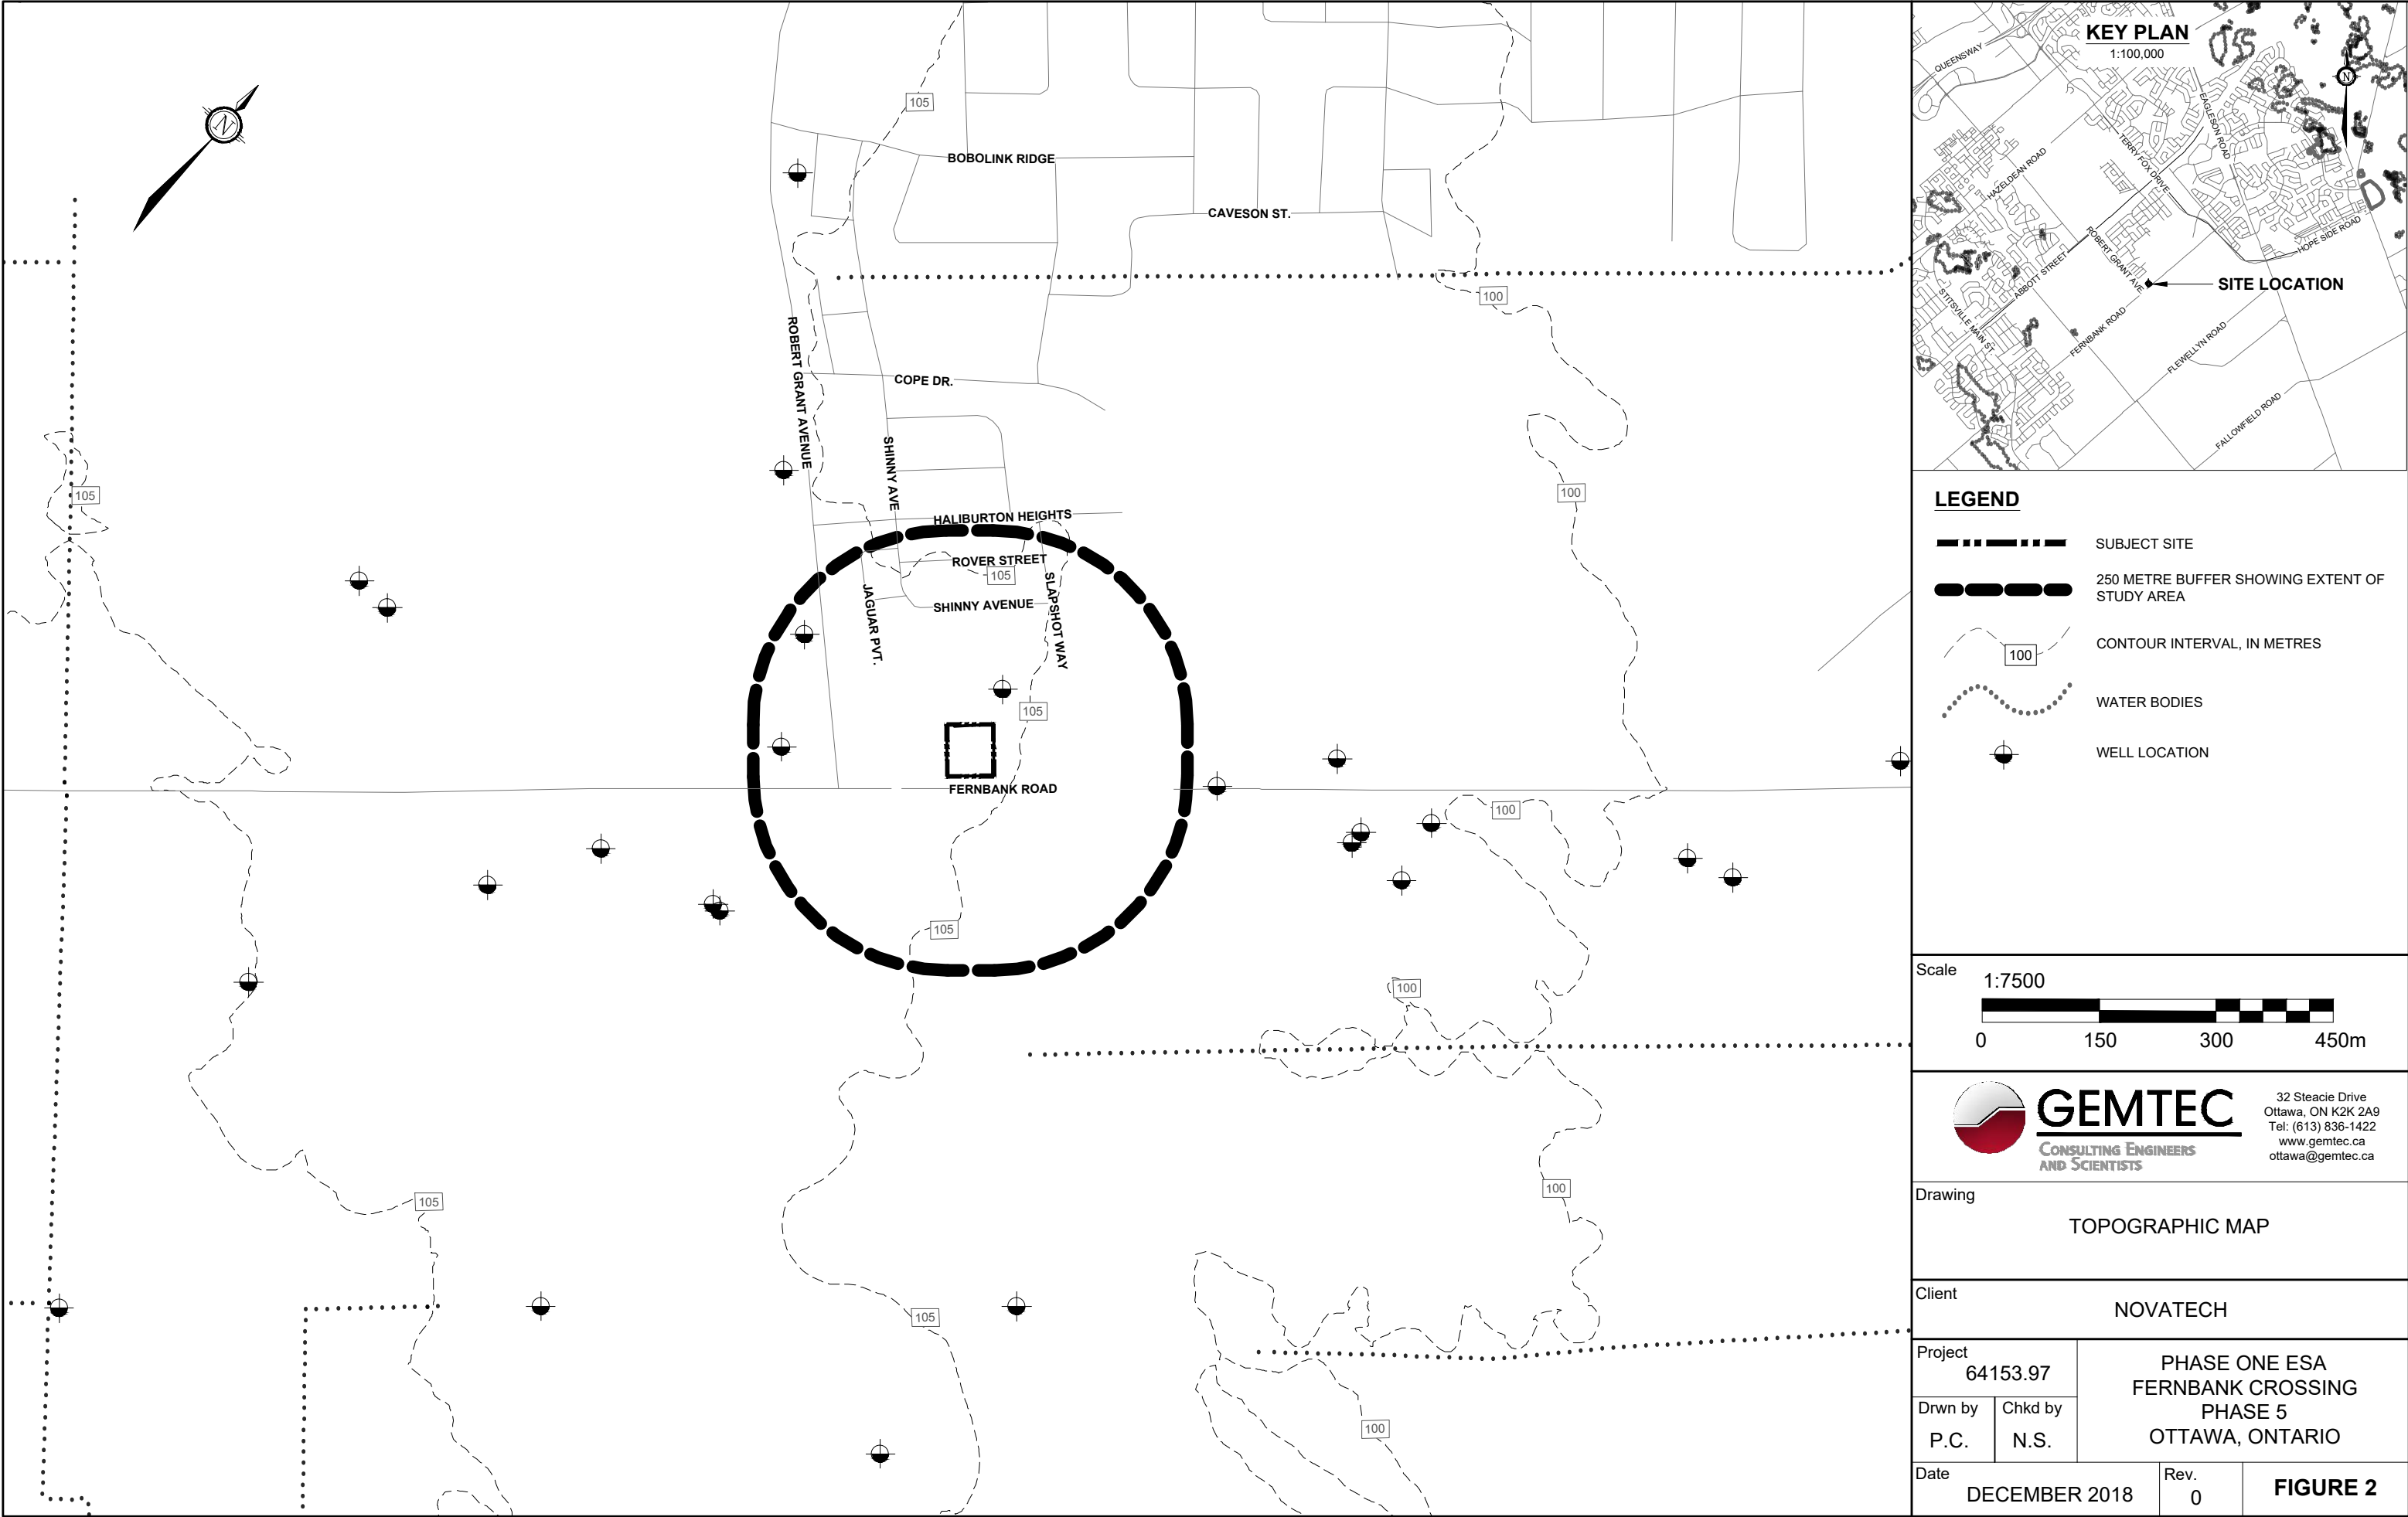 N
105
BOBOLINK RIDGE
CAVESON ST.
100
ROBERT GRANT AVENUE
COPE DR.
SHINNY AVE
105
100
HALIBURTON HEIGHTS
ROVER STREET
105
SHINNY AVENUE
JAGUAR PVT.
SLAPSHOT WAY
105
FERNBANK ROAD
100
105
100
100
105
105
100
KEY PLAN
1:100,000
N
QUEENSWAY
EAGLESON ROAD
TERRY FOX DRIVE
HAZELDEAN ROAD
ROBERT GRANT AVE
HOPE SIDE ROAD
ABBOTT STREET
SITE LOCATION
STITSVILLE MAIN ST
FERNBANK ROAD
FLEWELLYN ROAD
FALLOWFIELD ROAD
LEGEND
SUBJECT SITE
250 METRE BUFFER SHOWING EXTENT OF
STUDY AREA
100
CONTOUR INTERVAL, IN METRES
WATER BODIES
WELL LOCATION
Scale
1:7500
0 150 300 450m
GEMTEC
CONSULTING ENGINEERS
AND SCIENTISTS
32 Steacie Drive
Ottawa, ON K2K 2A9
Tel: (613) 836-1422
www.gemtec.ca
ottawa@gemtec.ca
Drawing
TOPOGRAPHIC MAP
Client
NOVATECH
Project
64153.97
Drwn by
P.C.
Chkd by
N.S.
PHASE ONE ESA
FERNBANK CROSSING
PHASE 5
OTTAWA, ONTARIO
Date
DECEMBER 2018
Rev.
0
FIGURE 2